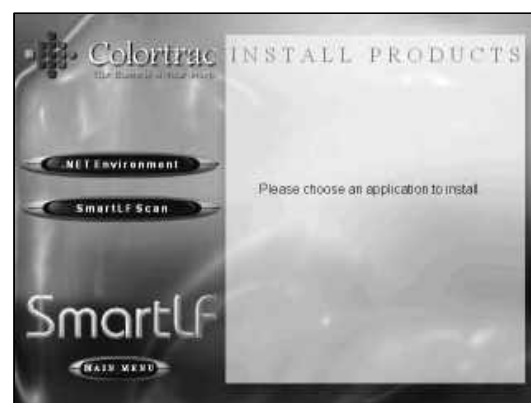 Colortrac
INSTALL PRODUCTS
.NET Environment
SmartLF Scan
Please choose an application to install
SmartLF
MAIN MENU